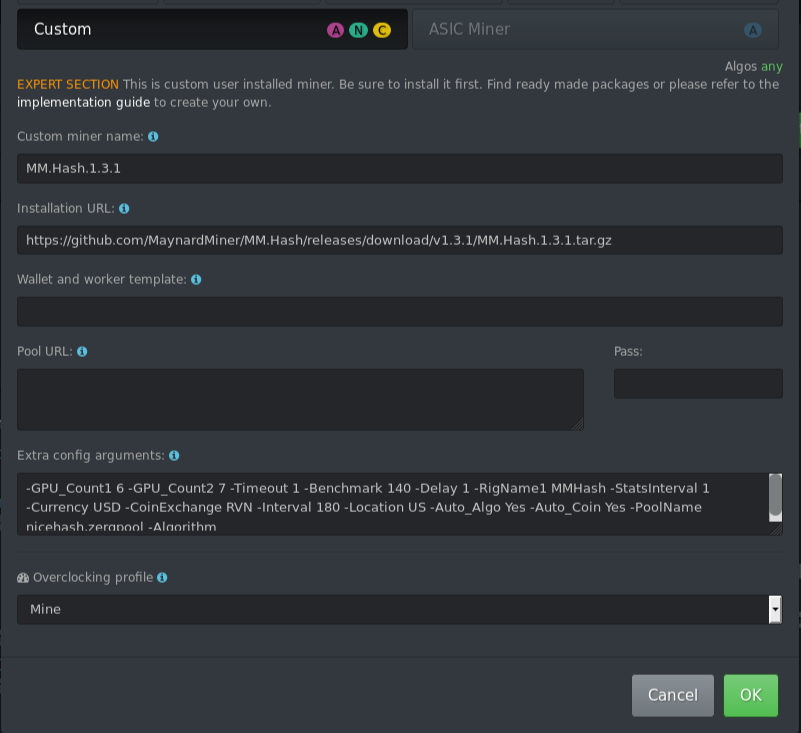 Custom A N C ASIC Miner A
Algos any
EXPERT SECTION This is custom user installed miner. Be sure to install it first. Find ready made packages or please refer to the
implementation guide to create your own.
Custom miner name:
MM.Hash.1.3.1
Installation URL:
https://github.com/MaynardMiner/MM.Hash/releases/download/v1.3.1/MM.Hash.1.3.1.tar.gz
Wallet and worker template:
Pool URL: Pass:
Extra config arguments:
-GPU_Count1 6 -GPU_Count2 7 -Timeout 1 -Benchmark 140 -Delay 1 -RigName1 MMHash -StatsInterval 1
-Currency USD -CoinExchange RVN -Interval 180 -Location US -Auto_Algo Yes -Auto_Coin Yes -PoolName
nicehash,zergpool -Algorithm
Overclocking profile
Mine
Cancel OK